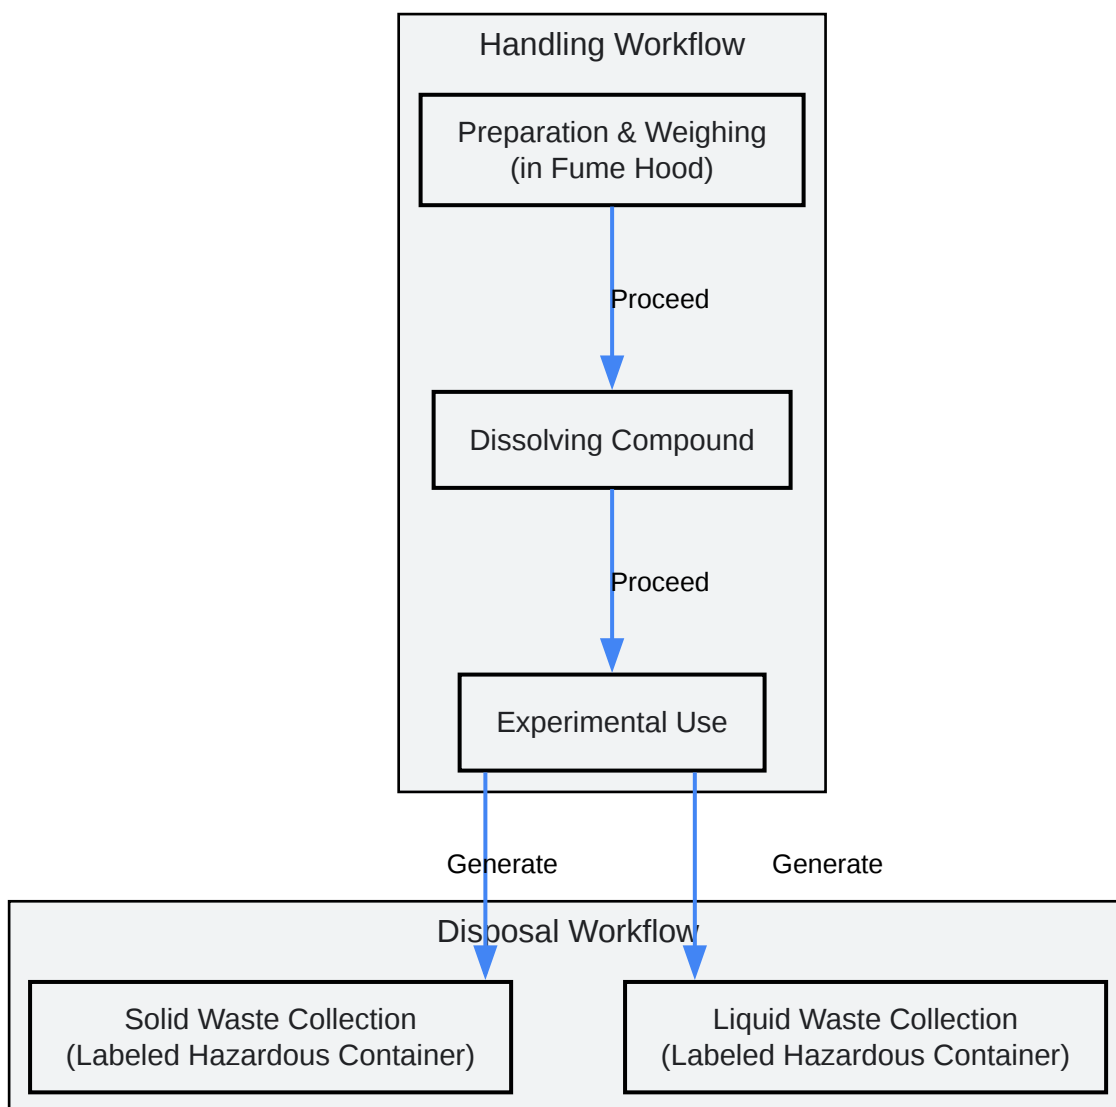 Handling Workflow
Preparation & Weighing
(in Fume Hood)
Proceed
Dissolving Compound
Proceed
Experimental Use
Generate
Generate
Disposal Workflow
Solid Waste Collection
(Labeled Hazardous Container)
Liquid Waste Collection
(Labeled Hazardous Container)